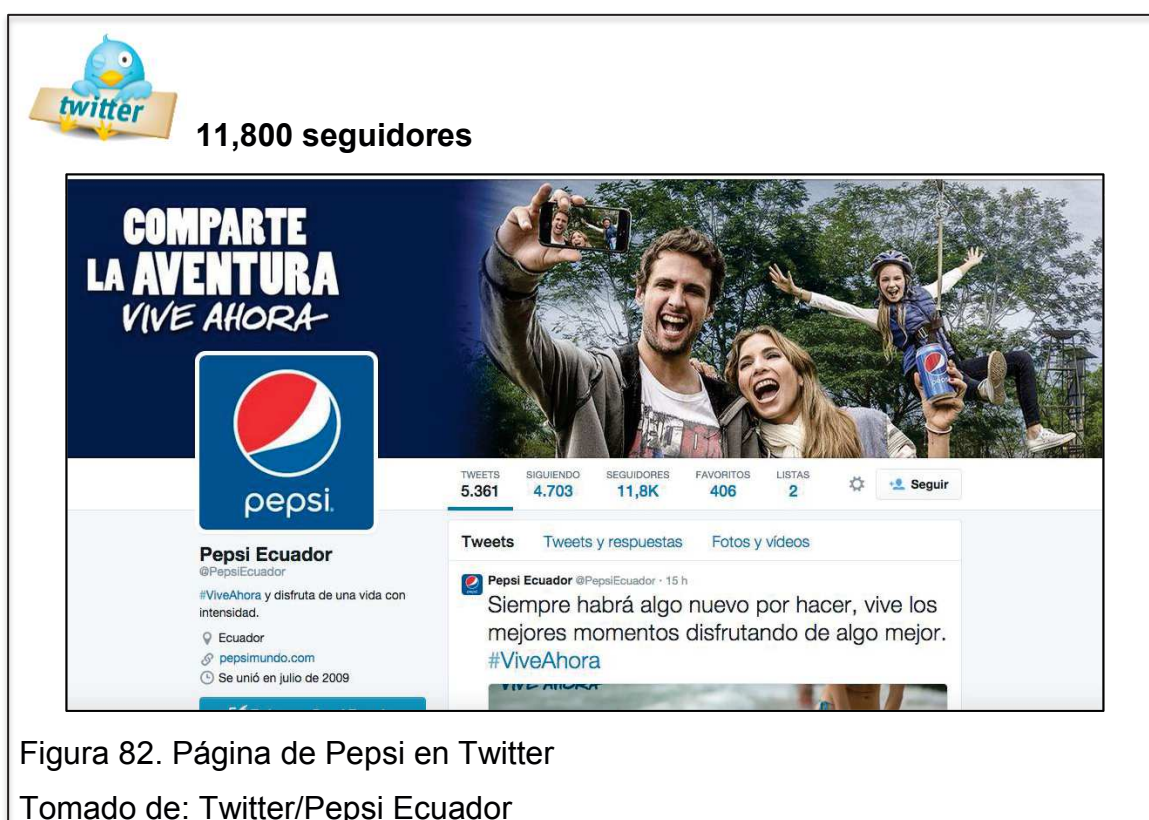 twitter
11,800 seguidores
COMPARTE
LA AVENTURA
VIVE AHORA
pepsi
TWEETS SIGUIENDO SEGUIDORES FAVORITOS LISTAS
5.361 4.703 11,8K 406 2 Seguir
Tweets Tweets y respuestas Fotos y vídeos
Pepsi Ecuador
@PepsiEcuador
#ViveAhora y disfruta de una vida con
intensidad.
Ecuador
pepsimundo.com
Se unió en julio de 2009
Pepsi Ecuador @PepsiEcuador · 15 h
Siempre habrá algo nuevo por hacer, vive los
mejores momentos disfrutando de algo mejor.
#ViveAhora
VIVE AHORA
Figura 82. Página de Pepsi en Twitter
Tomado de: Twitter/Pepsi Ecuador